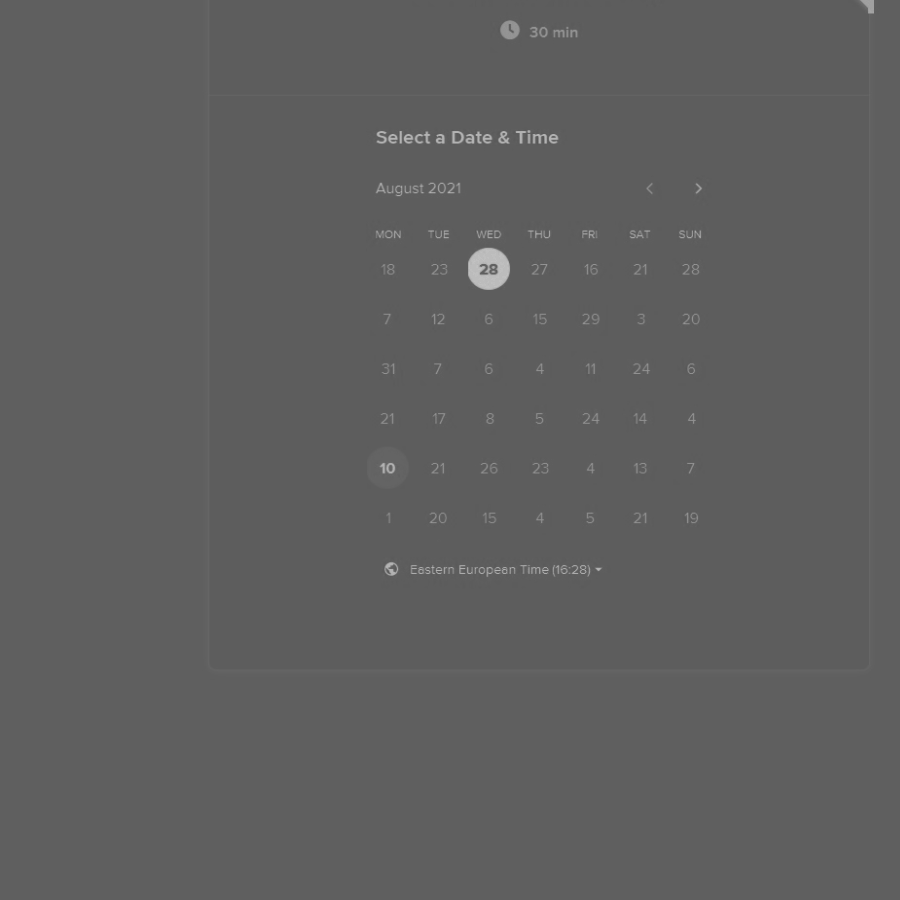 30 min
Select a Date & Time
August 2021
MON TUE WED THU FRI SAT SUN
18 23 28 27 16 21 28
7 12 6 15 29 3 20
31 7 6 4 11 24 6
21 17 8 5 24 14 4
10 21 26 23 4 13 7
1 20 15 4 5 21 19
Eastern European Time (16:28)